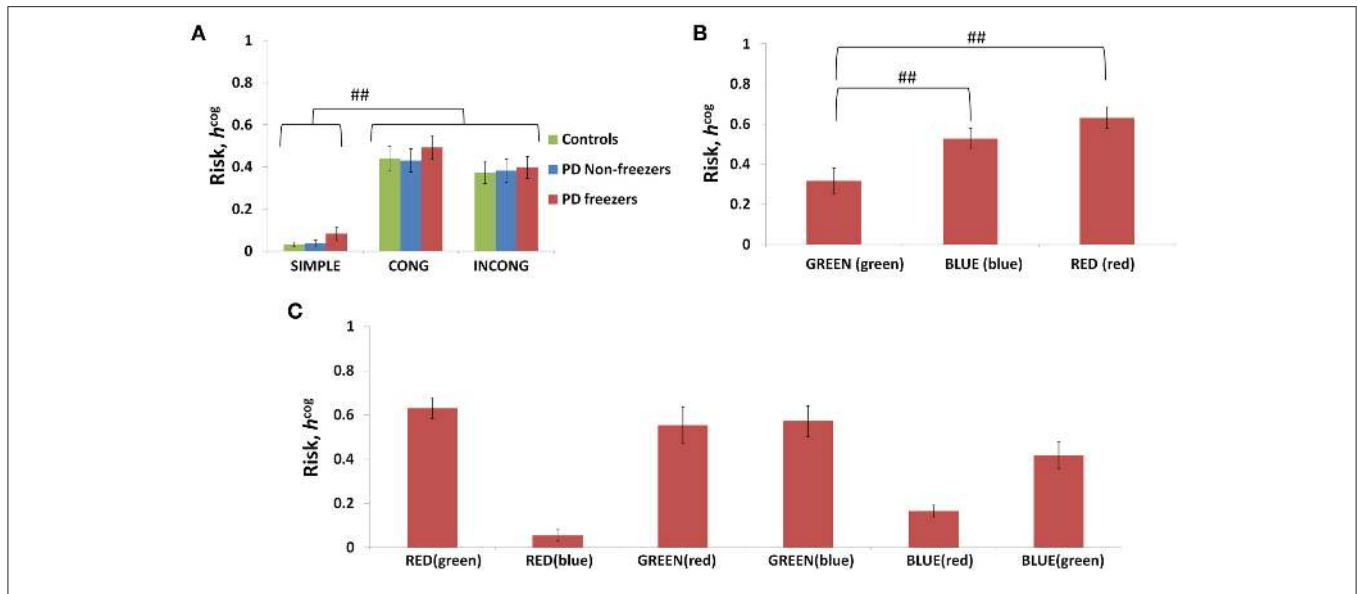 A
1
0.8
0.6
0.4
0.2
0
Risk, hᶜᵒᵍ
##
SIMPLE CONG INCONG
Controls
PD Non-freezers
PD freezers
B
1
0.8
0.6
0.4
0.2
0
Risk, hᶜᵒᵍ
##
##
GREEN (green) BLUE (blue) RED (red)
C
1
0.8
0.6
0.4
0.2
0
Risk, hᶜᵒᵍ
RED(green) RED(blue) GREEN(red) GREEN(blue) BLUE(red) BLUE(green)